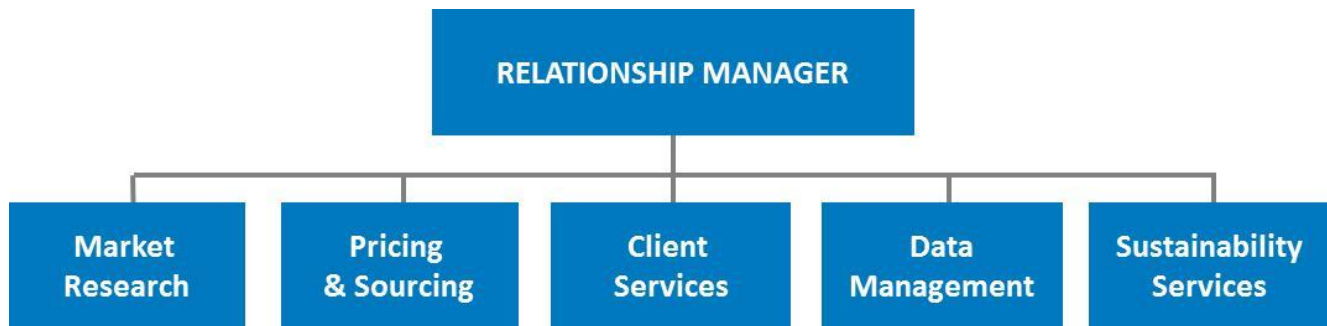 RELATIONSHIP MANAGER
Market
Research
Pricing
& Sourcing
Client
Services
Data
Management
Sustainability
Services